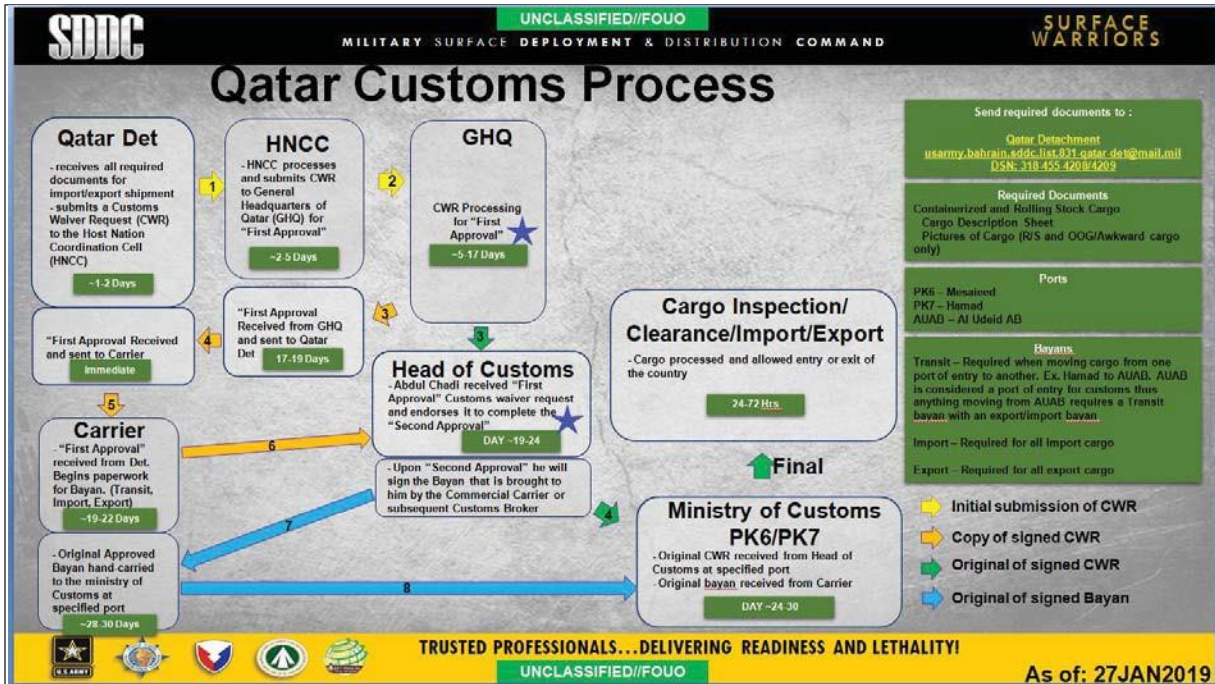 UNCLASSIFIED//FOUO
SDDC
MILITARY SURFACE DEPLOYMENT & DISTRIBUTION COMMAND
SURFACE
WARRIORS
Qatar Customs Process
Qatar Det
- receives all required
documents for
import/export shipment
- submits a Customs
Waiver Request (CWR)
to the Host Nation
Coordination Cell
(HNCC)
~1-2 Days
1
HNCC
- HNCC processes
and submits CWR
to General
Headquarters of
Qatar (GHQ) for
"First Approval"
~2-5 Days
2
GHQ
CWR Processing
for "First
Approval"
~5-17 Days
3
"First Approval
Received from GHQ
and sent to Qatar
Det
17-19 Days
4
"First Approval Received
and sent to Carrier
Immediate
5
Carrier
- "First Approval"
received from Det.
Begins paperwork
for Bayan. (Transit,
Import, Export)
~19-22 Days
- Original Approved
Bayan hand-carried
to the ministry of
Customs at
specified port
~28-30 Days
6
7
8
3
Head of Customs
- Abdul Chadi received "First
Approval" Customs waiver request
and endorses it to complete the
"Second Approval"
DAY ~19-24
- Upon "Second Approval" he will
sign the Bayan that is brought to
him by the Commercial Carrier or
subsequent Customs Broker
4
Ministry of Customs
PK6/PK7
- Original CWR received from Head of
Customs at specified port
- Original bayan received from Carrier
DAY ~24-30
Final
Cargo Inspection/
Clearance/Import/Export
- Cargo processed and allowed entry or exit of
the country
24-72 Hrs
Send required documents to :
Qatar Detachment
usarmy.bahrain.sddc.list.831-qatar-det@mail.mil
DSN: 318-455-4208/4209
Required Documents
Containerized and Rolling Stock Cargo
Cargo Description Sheet
Pictures of Cargo (R/S and OOG/Awkward cargo
only)
Ports
PK6 – Mesaieed
PK7 – Hamad
AUAB – Al Udeid AB
Bayans
Transit – Required when moving cargo from one
port of entry to another. Ex. Hamad to AUAB. AUAB
is considered a port of entry for customs thus
anything moving from AUAB requires a Transit
bayan with an export/import bayan
Import – Required for all import cargo
Export – Required for all export cargo
Initial submission of CWR
Copy of signed CWR
Original of signed CWR
Original of signed Bayan
U.S.ARMY
TRUSTED PROFESSIONALS...DELIVERING READINESS AND LETHALITY!
UNCLASSIFIED//FOUO
As of: 27JAN2019